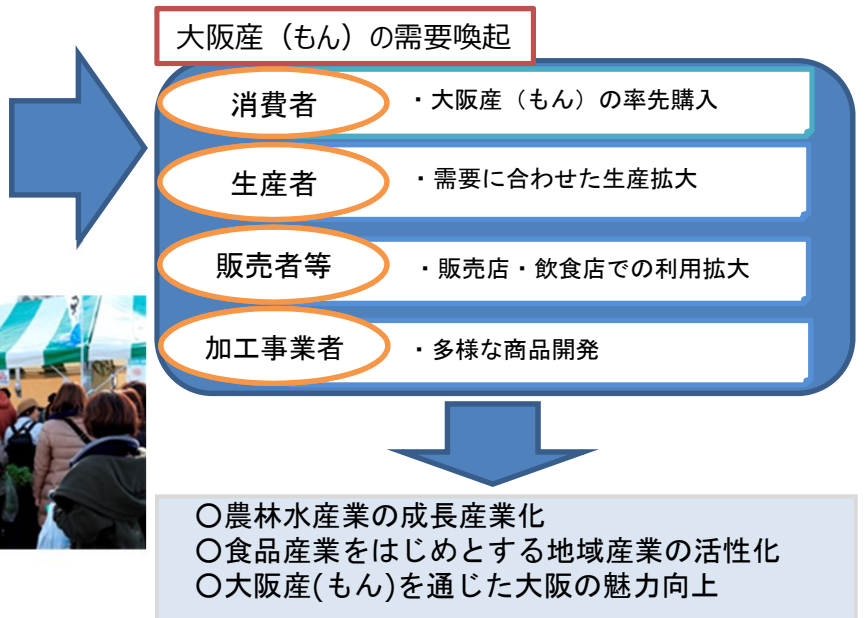 大阪産（もん）の需要喚起
消費者
・大阪産（もん）の率先購入
生産者
・需要に合わせた生産拡大
販売者等
・販売店・飲食店での利用拡大
加工事業者
・多様な商品開発
〇農林水産業の成長産業化
〇食品産業をはじめとする地域産業の活性化
〇大阪産(もん)を通じた大阪の魅力向上